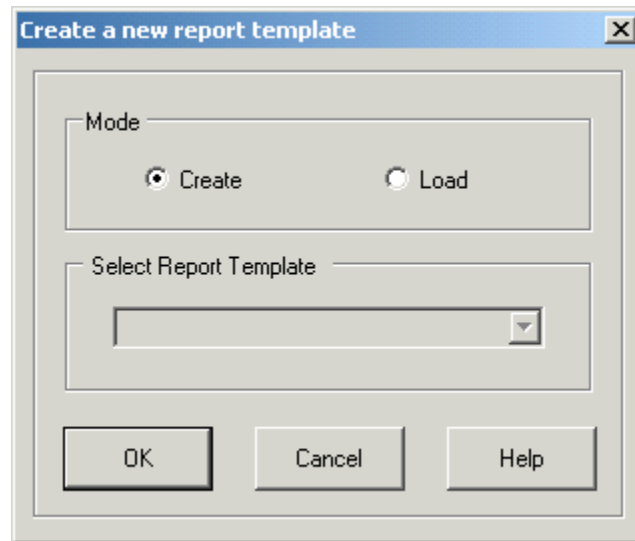 Create a new report template
Mode
Create Load
Select Report Template
OK Cancel Help